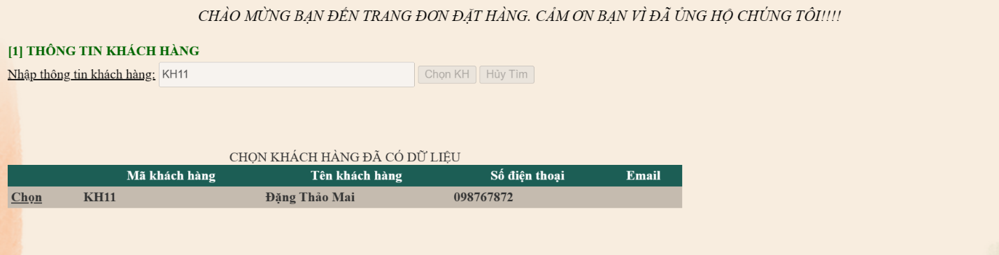 CHÀO MỪNG BẠN ĐẾN TRANG ĐƠN ĐẶT HÀNG. CẢM ƠN BẠN VÌ ĐÃ ỦNG HỘ CHÚNG TÔI!!!!
[1] THÔNG TIN KHÁCH HÀNG
Nhập thông tin khách hàng: KH11 Chọn KH Hủy Tìm
CHỌN KHÁCH HÀNG ĐÃ CÓ DỮ LIỆU
Mã khách hàng Tên khách hàng Số điện thoại Email
Chọn KH11 Đặng Thảo Mai 098767872